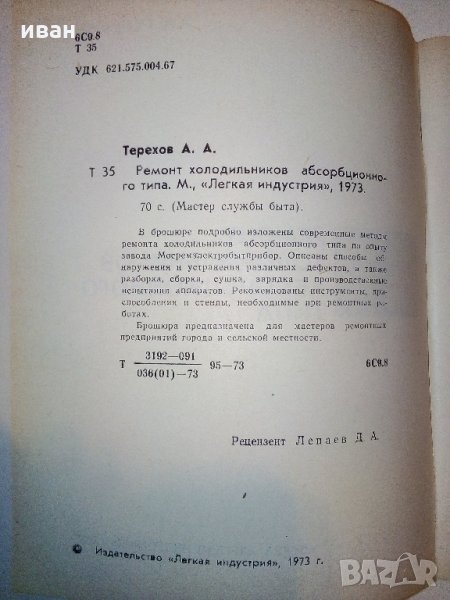 иван
6С9.8
Т 35
УДК 621.575.004.67
Терехов А. А.
Т 35 Ремонт холодильников абсорбционно-
го типа. М., «Легкая индустрия», 1973.
70 с. (Мастер службы быта).
В брошюре подробно изложены современные методы
ремонта холодильников абсорбционного типа по опыту
завода Мосремэлектробытприбор. Описаны способы об-
наружения и устранения различных дефектов, а также
разборка, сборка, сушка, зарядка и производственные
испытания аппаратов. Рекомендованы инструменты, при-
способления и стенды, необходимые при ремонтных ра-
ботах.
Брошюра предназначена для мастеров ремонтных
предприятий города и сельской местности.
Т 3192—091
036(01)—73 95—73 6С9.8
Рецензент Лепаев Д. А.
© Издательство «Легкая индустрия», 1973 г.
BAZAR